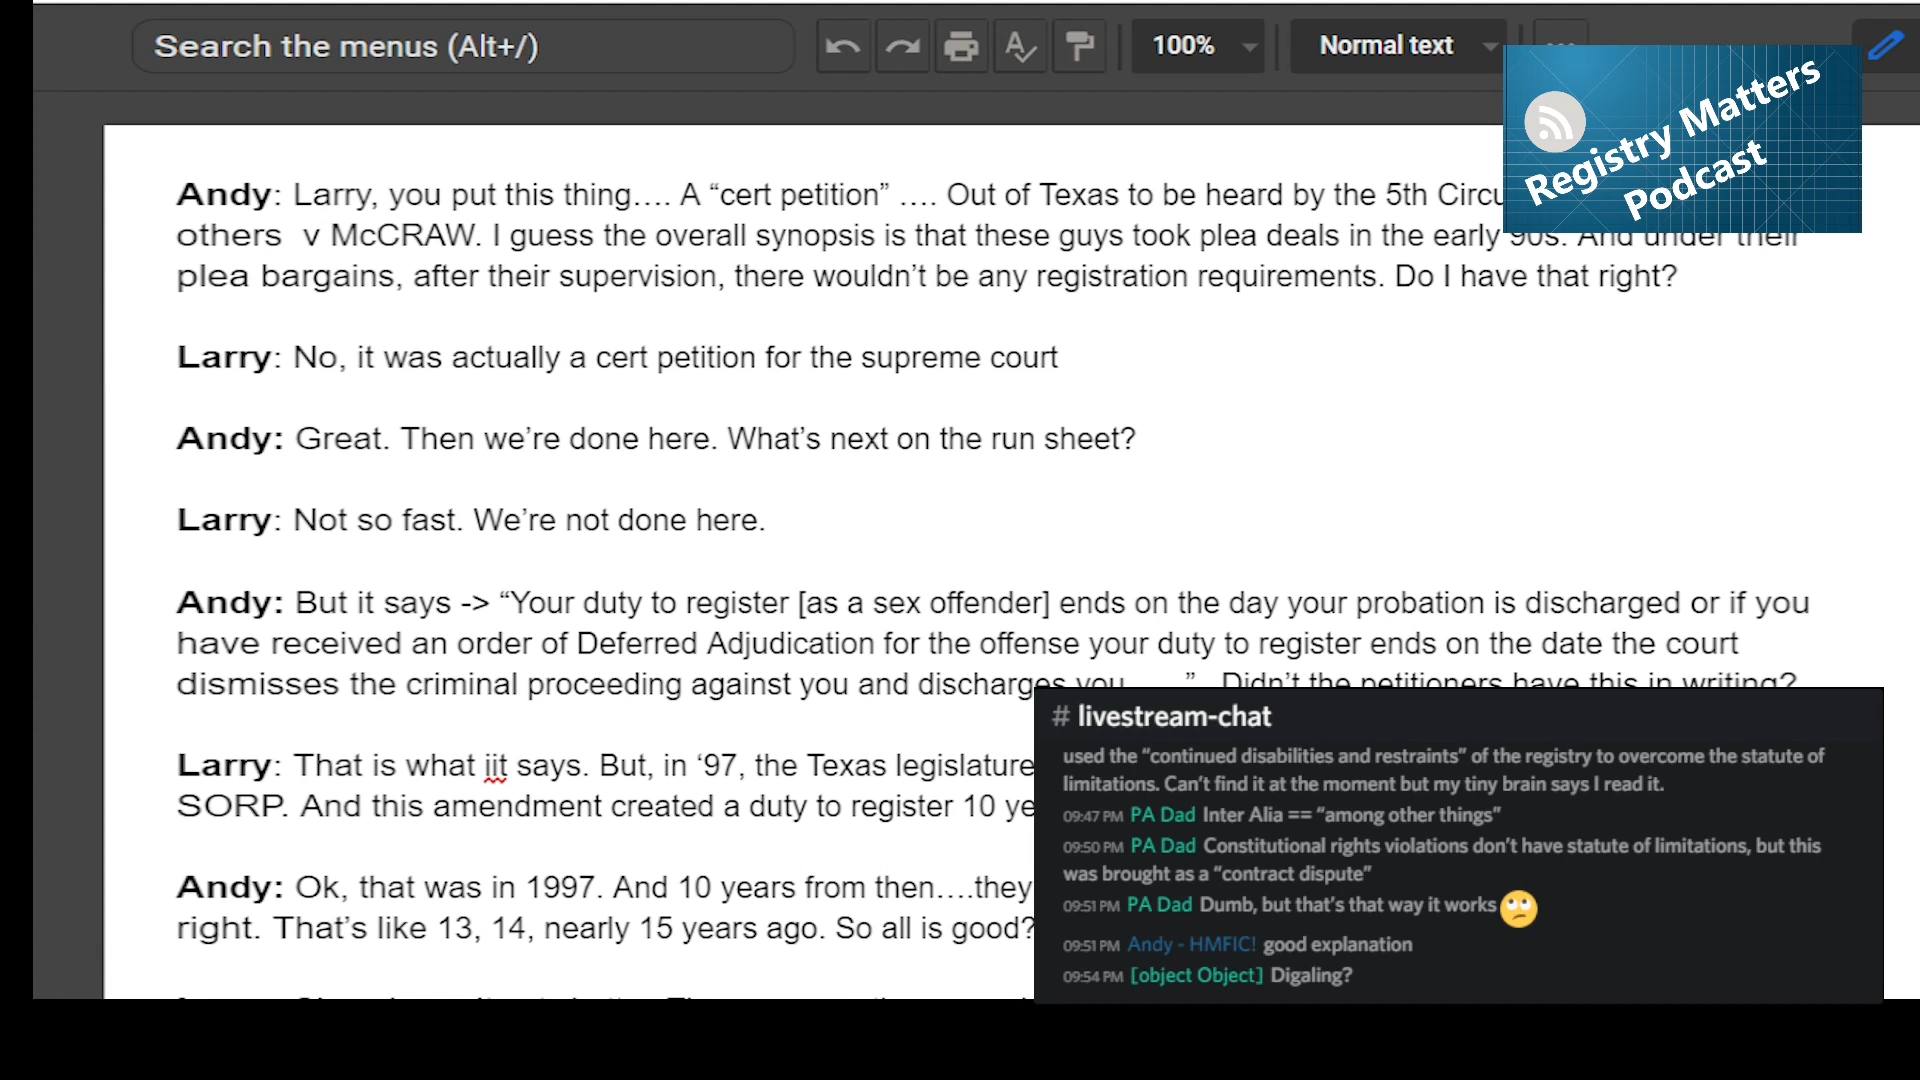 Search the menus (Alt+/)
100%
Normal text
Registry Matters
Podcast
Andy: Larry, you put this thing…. A “cert petition” …. Out of Texas to be heard by the 5th
others v McCRAW. I guess the overall synopsis is that these guys took plea deals in the early 90s. And under their
plea bargains, after their supervision, there wouldn’t be any registration requirements. Do I have that right?
Larry: No, it was actually a cert petition for the supreme court
Andy: Great. Then we’re done here. What’s next on the run sheet?
Larry: Not so fast. We’re not done here.
Andy: But it says -> “Your duty to register [as a sex offender] ends on the day your probation is discharged or if you
have received an order of Deferred Adjudication for the offense your duty to register ends on the date the court
dismisses the criminal proceeding against you and discharges you ” Didn’t the petitioners have this in writing?
Larry: That is what iit says. But, in ‘97, the Texas legislature
SORP. And this amendment created a duty to register 10
Andy: Ok, that was in 1997. And 10 years from then….they
right. That’s like 13, 14, nearly 15 years ago. So all is good?
# livestream-chat
used the “continued disabilities and restraints” of the registry to overcome the statute of
limitations. Can’t find it at the moment but my tiny brain says I read it.
09:47 PM PA Dad Inter Alia == “among other things”
09:50 PM PA Dad Constitutional rights violations don’t have statute of limitations, but this
was brought as a “contract dispute”
09:51 PM PA Dad Dumb, but that’s that way it works
09:51 PM Andy - HMFIC! good explanation
09:54 PM [object Object] Digaling?